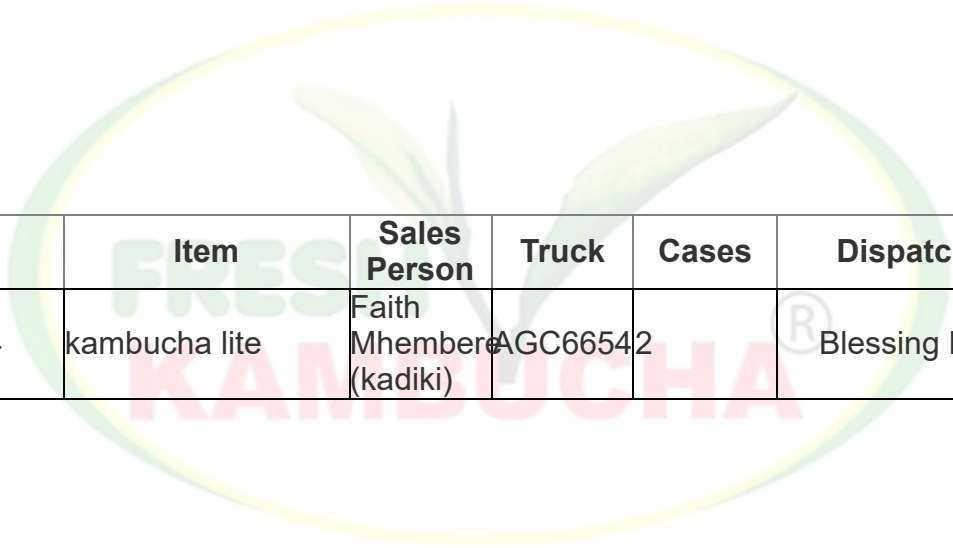 Item Sales Person Truck Cases Dispatc
kambucha lite Faith Mhembere (kadiki) AGC6654 2 Blessing
FRESH
KAMBUCHA
®